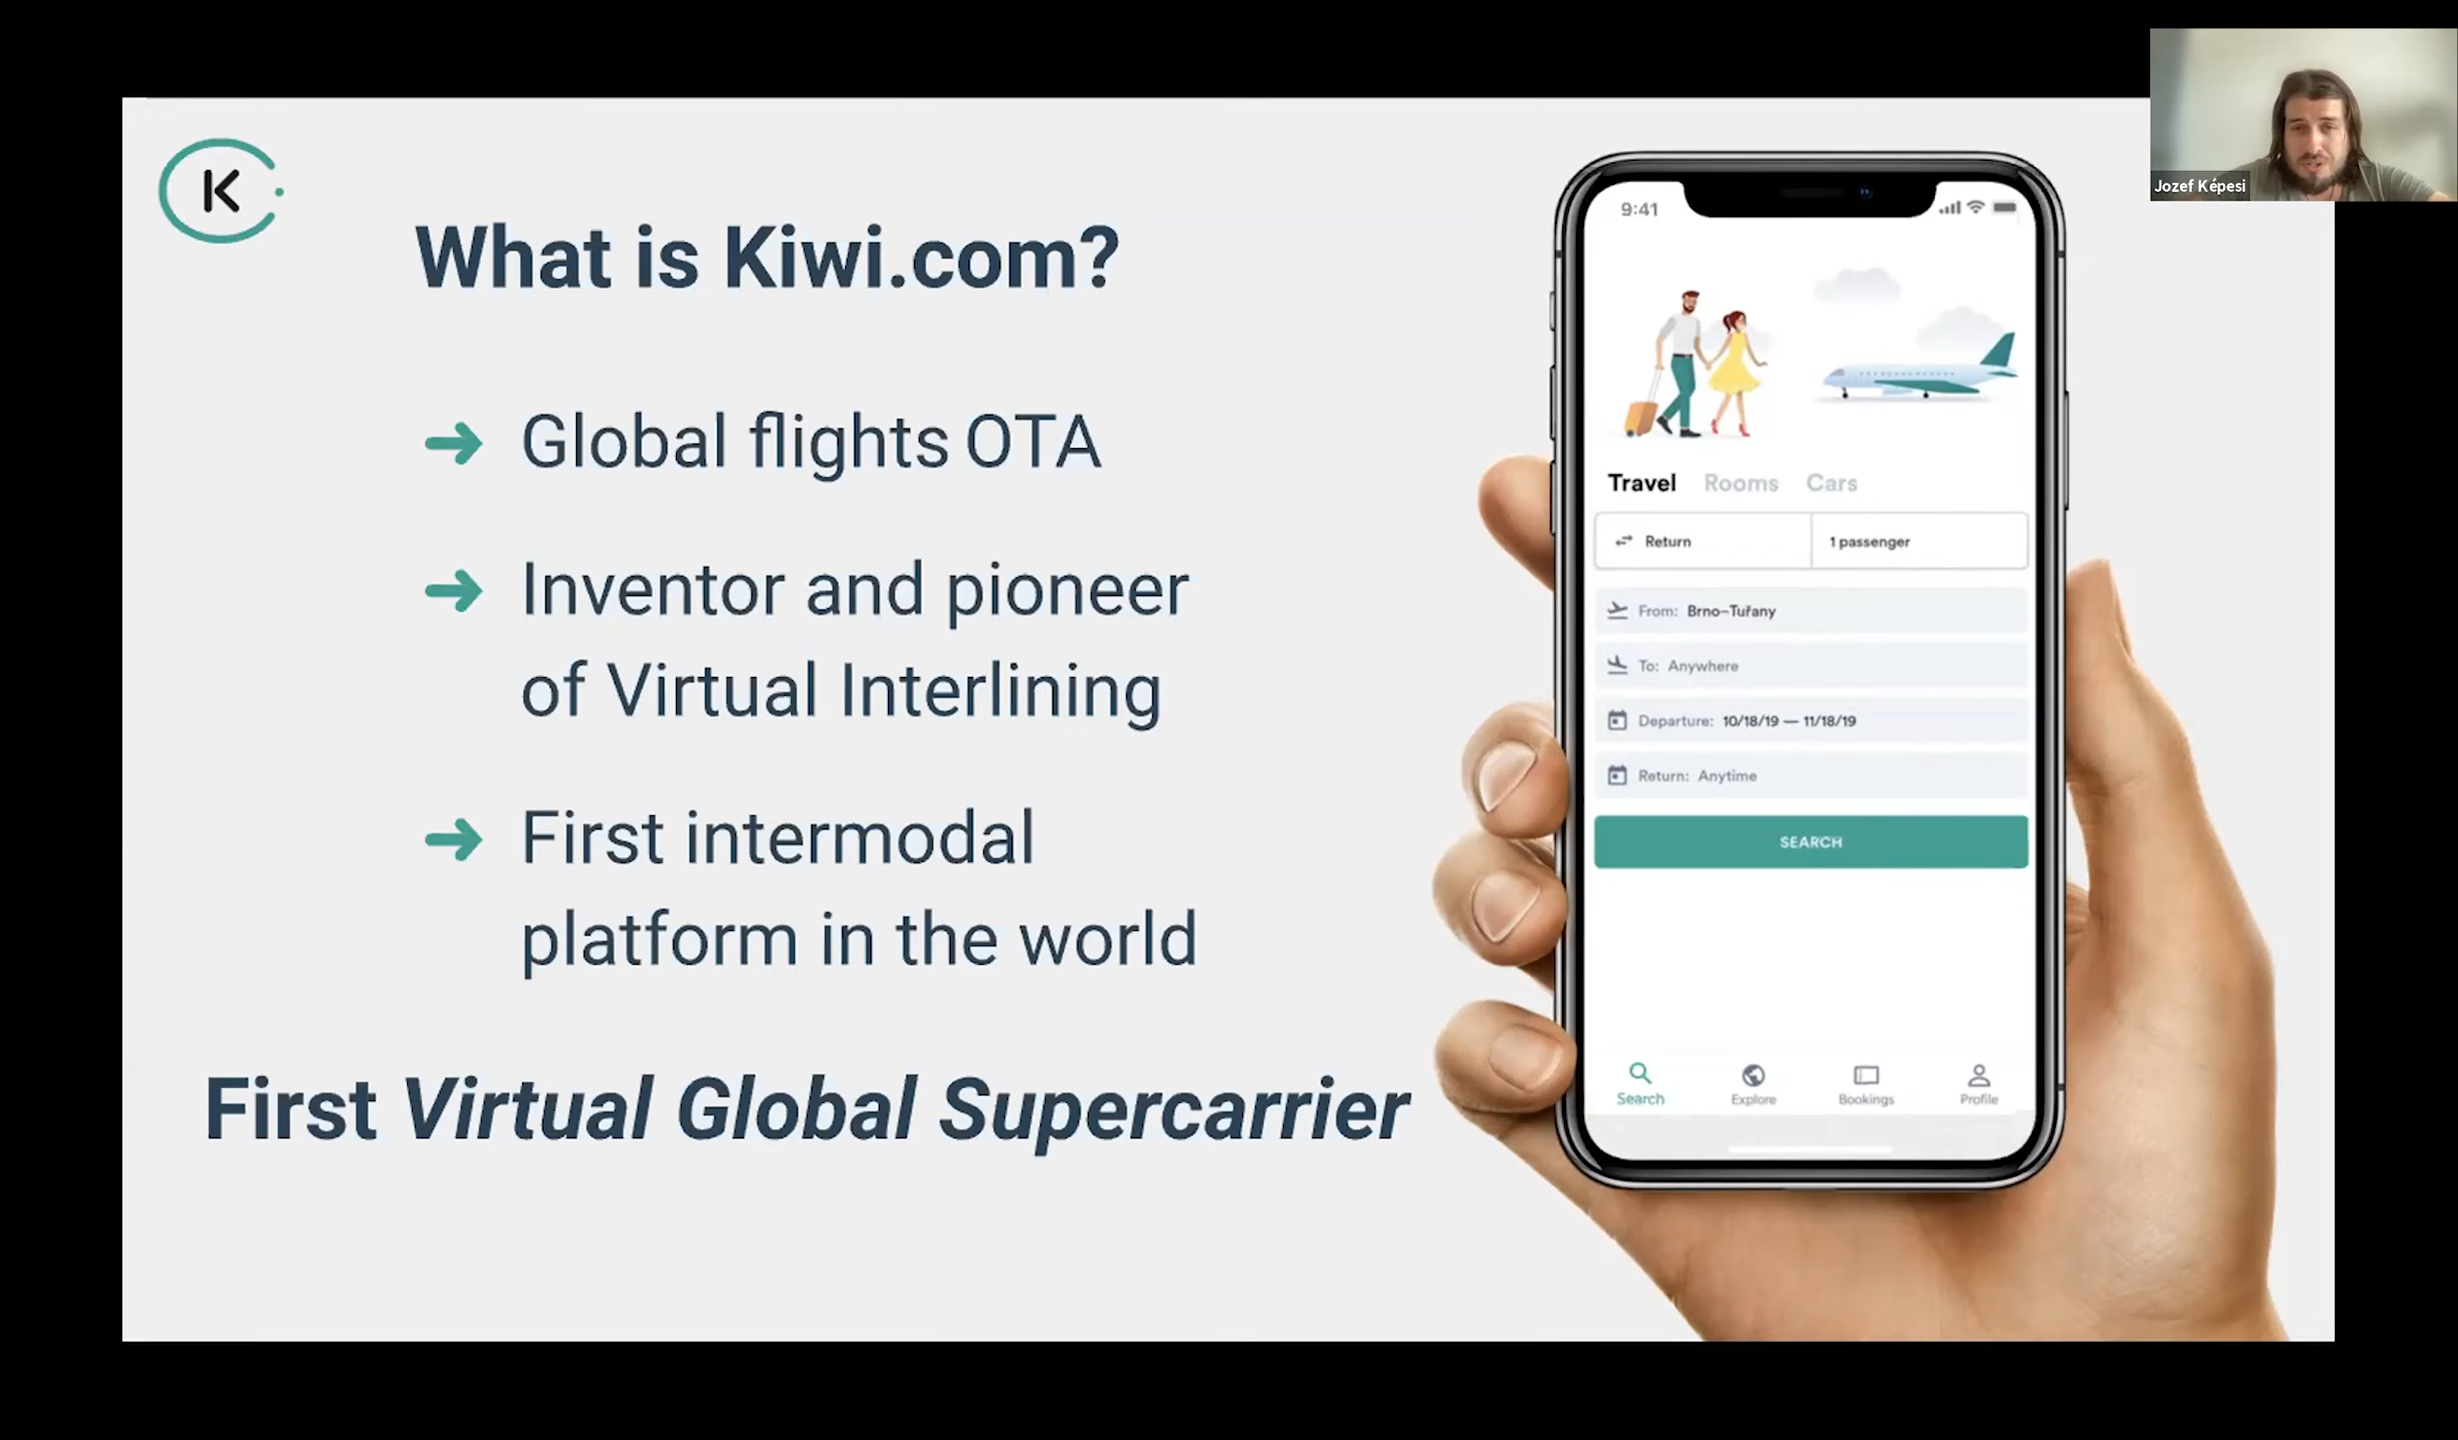 K
What is Kiwi.com?
Global flights OTA
Inventor and pioneer
of Virtual Interlining
First intermodal
platform in the world
First Virtual Global Supercarrier
9:41
Travel Rooms Cars
Return 1 passenger
From: Brno–Tuřany
To: Anywhere
Departure: 10/18/19 — 11/18/19
Return: Anytime
SEARCH
Search Explore Bookings Profile
Jozef Képesi